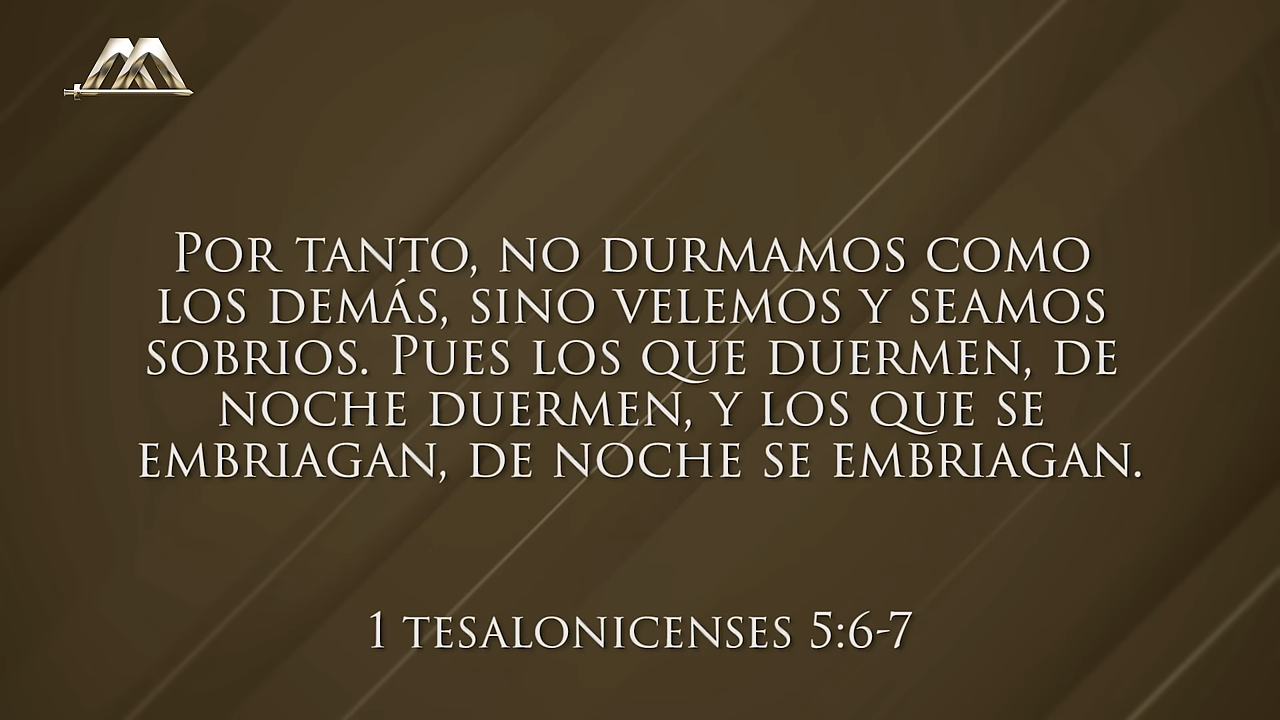 Por tanto, no durmamos como
los demás, sino velemos y seamos
sobrios. Pues los que duermen, de
noche duermen, y los que se
embriagan, de noche se embriagan.
1 tesalonicenses 5:6-7